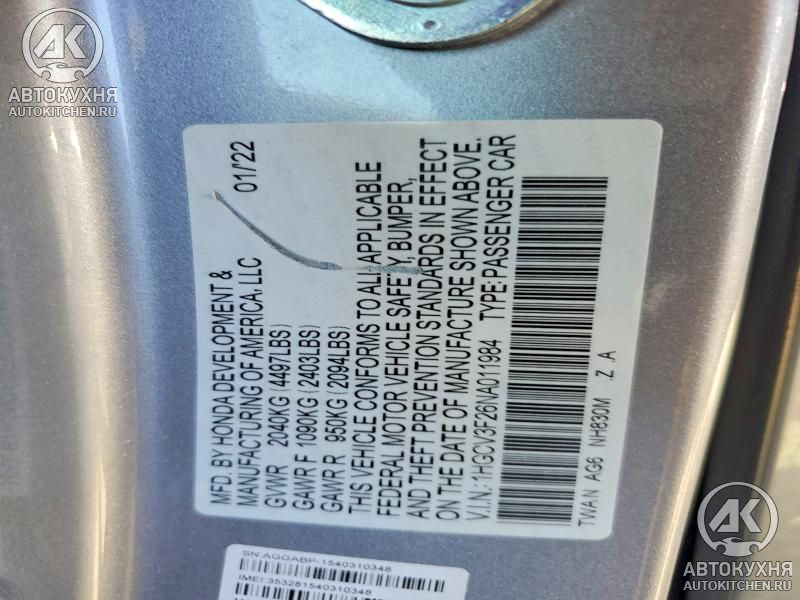 AK
АВТОКУХНЯ
AUTOKITCHEN.RU
MFD. BY HONDA DEVELOPMENT &
MANUFACTURING OF AMERICA, LLC 01/'22
GVWR 2040KG (4497LBS)
GAWR F 1090KG (2403LBS)
GAWR R 950KG (2094LBS)
THIS VEHICLE CONFORMS TO ALL APPLICABLE
FEDERAL MOTOR VEHICLE SAFETY, BUMPER,
AND THEFT PREVENTION STANDARDS IN EFFECT
ON THE DATE OF MANUFACTURE SHOWN ABOVE.
V.I.N.: 1HGCV3F26NA011984 TYPE:PASSENGER CAR
TWAN AG6 NH830M .Z .A
SN:AGGABP-1540310348
IMEI:353281540310348
AK
АВТОКУХНЯ
AUTOKITCHEN.RU